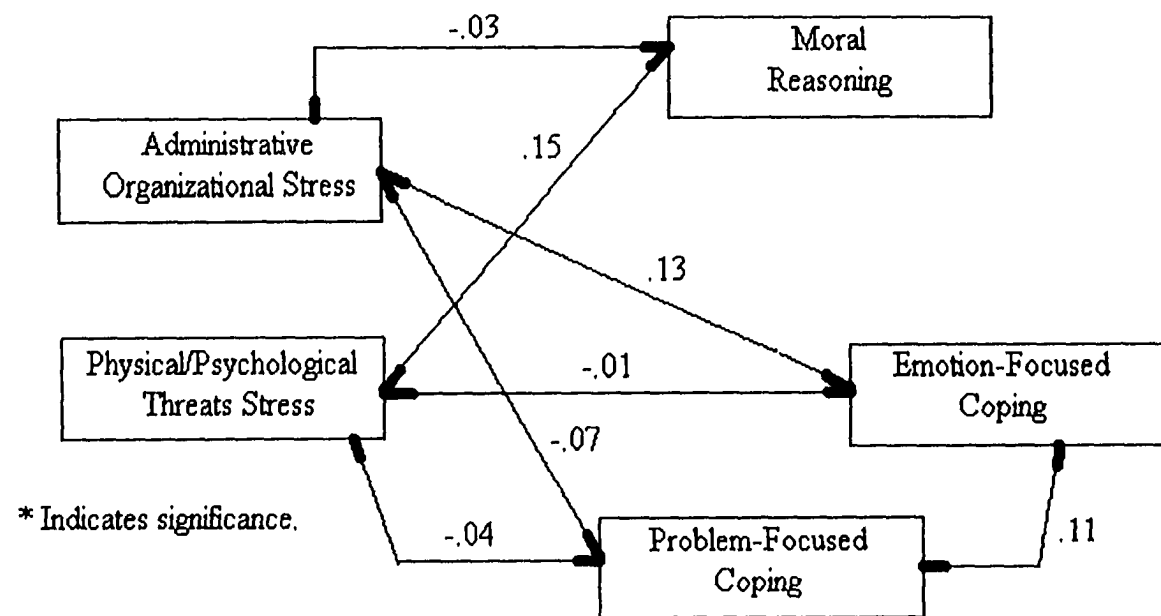 -.03
Moral
Reasoning
Administrative
Organizational Stress
.15
.13
Physical/Psychological
Threats Stress
-.01
Emotion-Focused
Coping
-.07
* Indicates significance.
-.04
Problem-Focused
Coping
.11